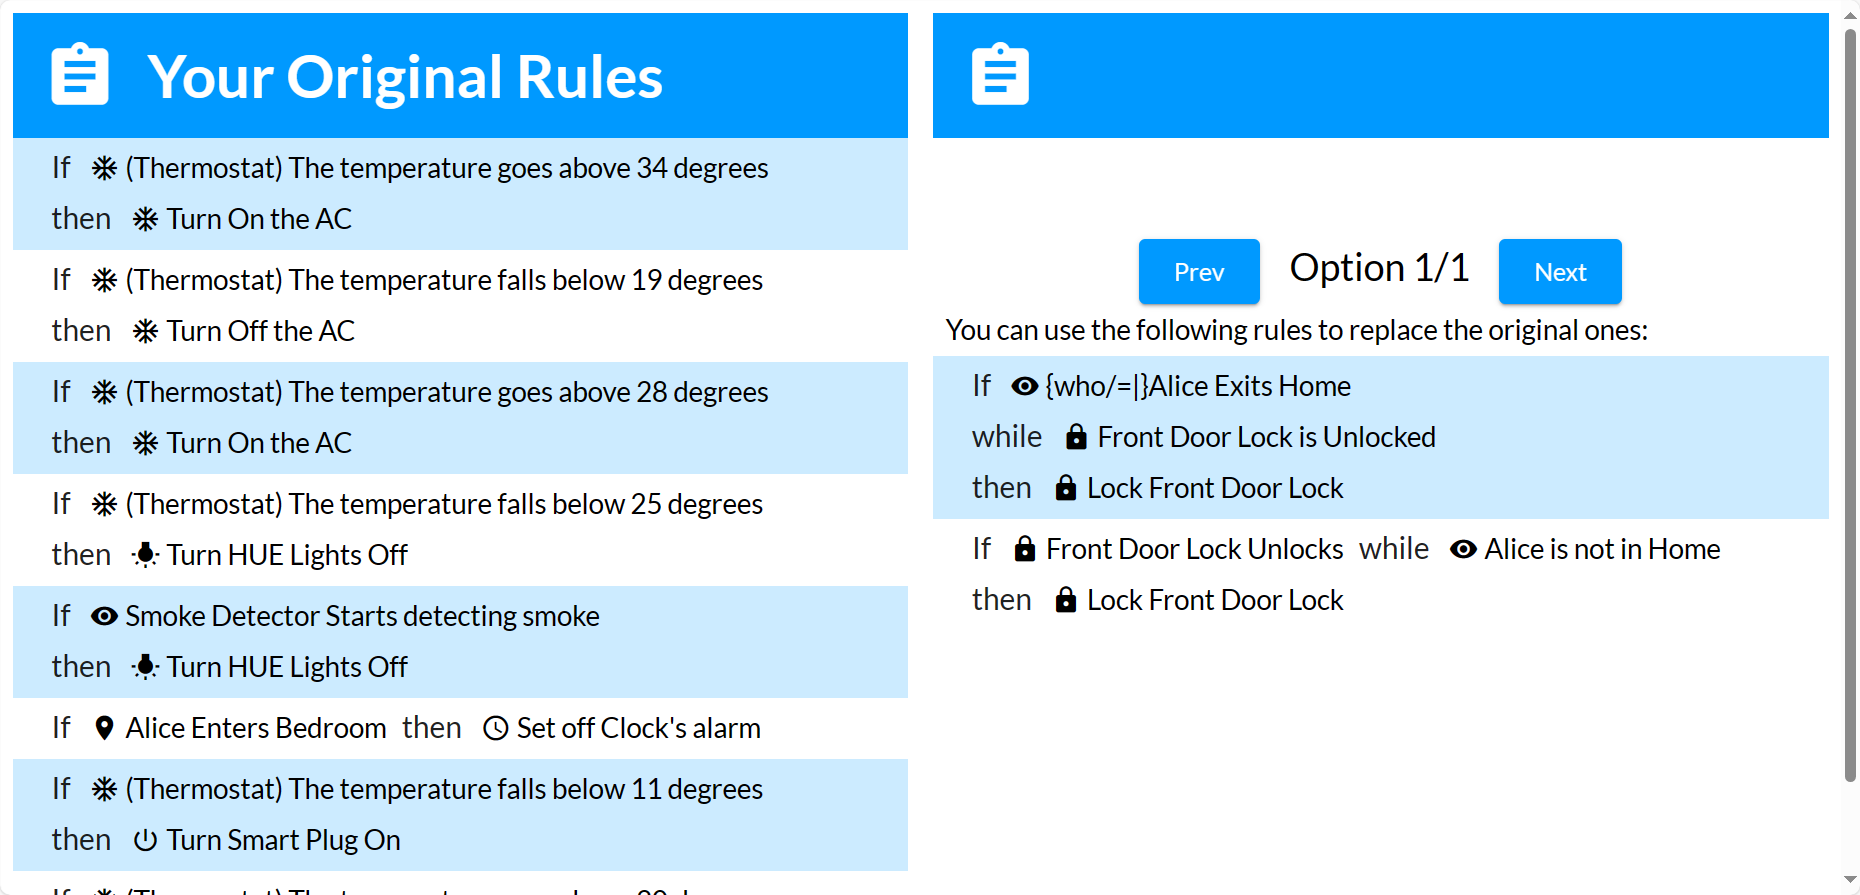 Your Original Rules
If (Thermostat) The temperature goes above 34 degrees
then Turn On the AC
If (Thermostat) The temperature falls below 19 degrees
then Turn Off the AC
If (Thermostat) The temperature goes above 28 degrees
then Turn On the AC
If (Thermostat) The temperature falls below 25 degrees
then Turn HUE Lights Off
If Smoke Detector Starts detecting smoke
then Turn HUE Lights Off
If Alice Enters Bedroom then Set off Clock's alarm
If (Thermostat) The temperature falls below 11 degrees
then Turn Smart Plug On
Prev Option 1/1 Next
You can use the following rules to replace the original ones:
If {who/=|}Alice Exits Home
while Front Door Lock is Unlocked
then Lock Front Door Lock
If Front Door Lock Unlocks while Alice is not in Home
then Lock Front Door Lock